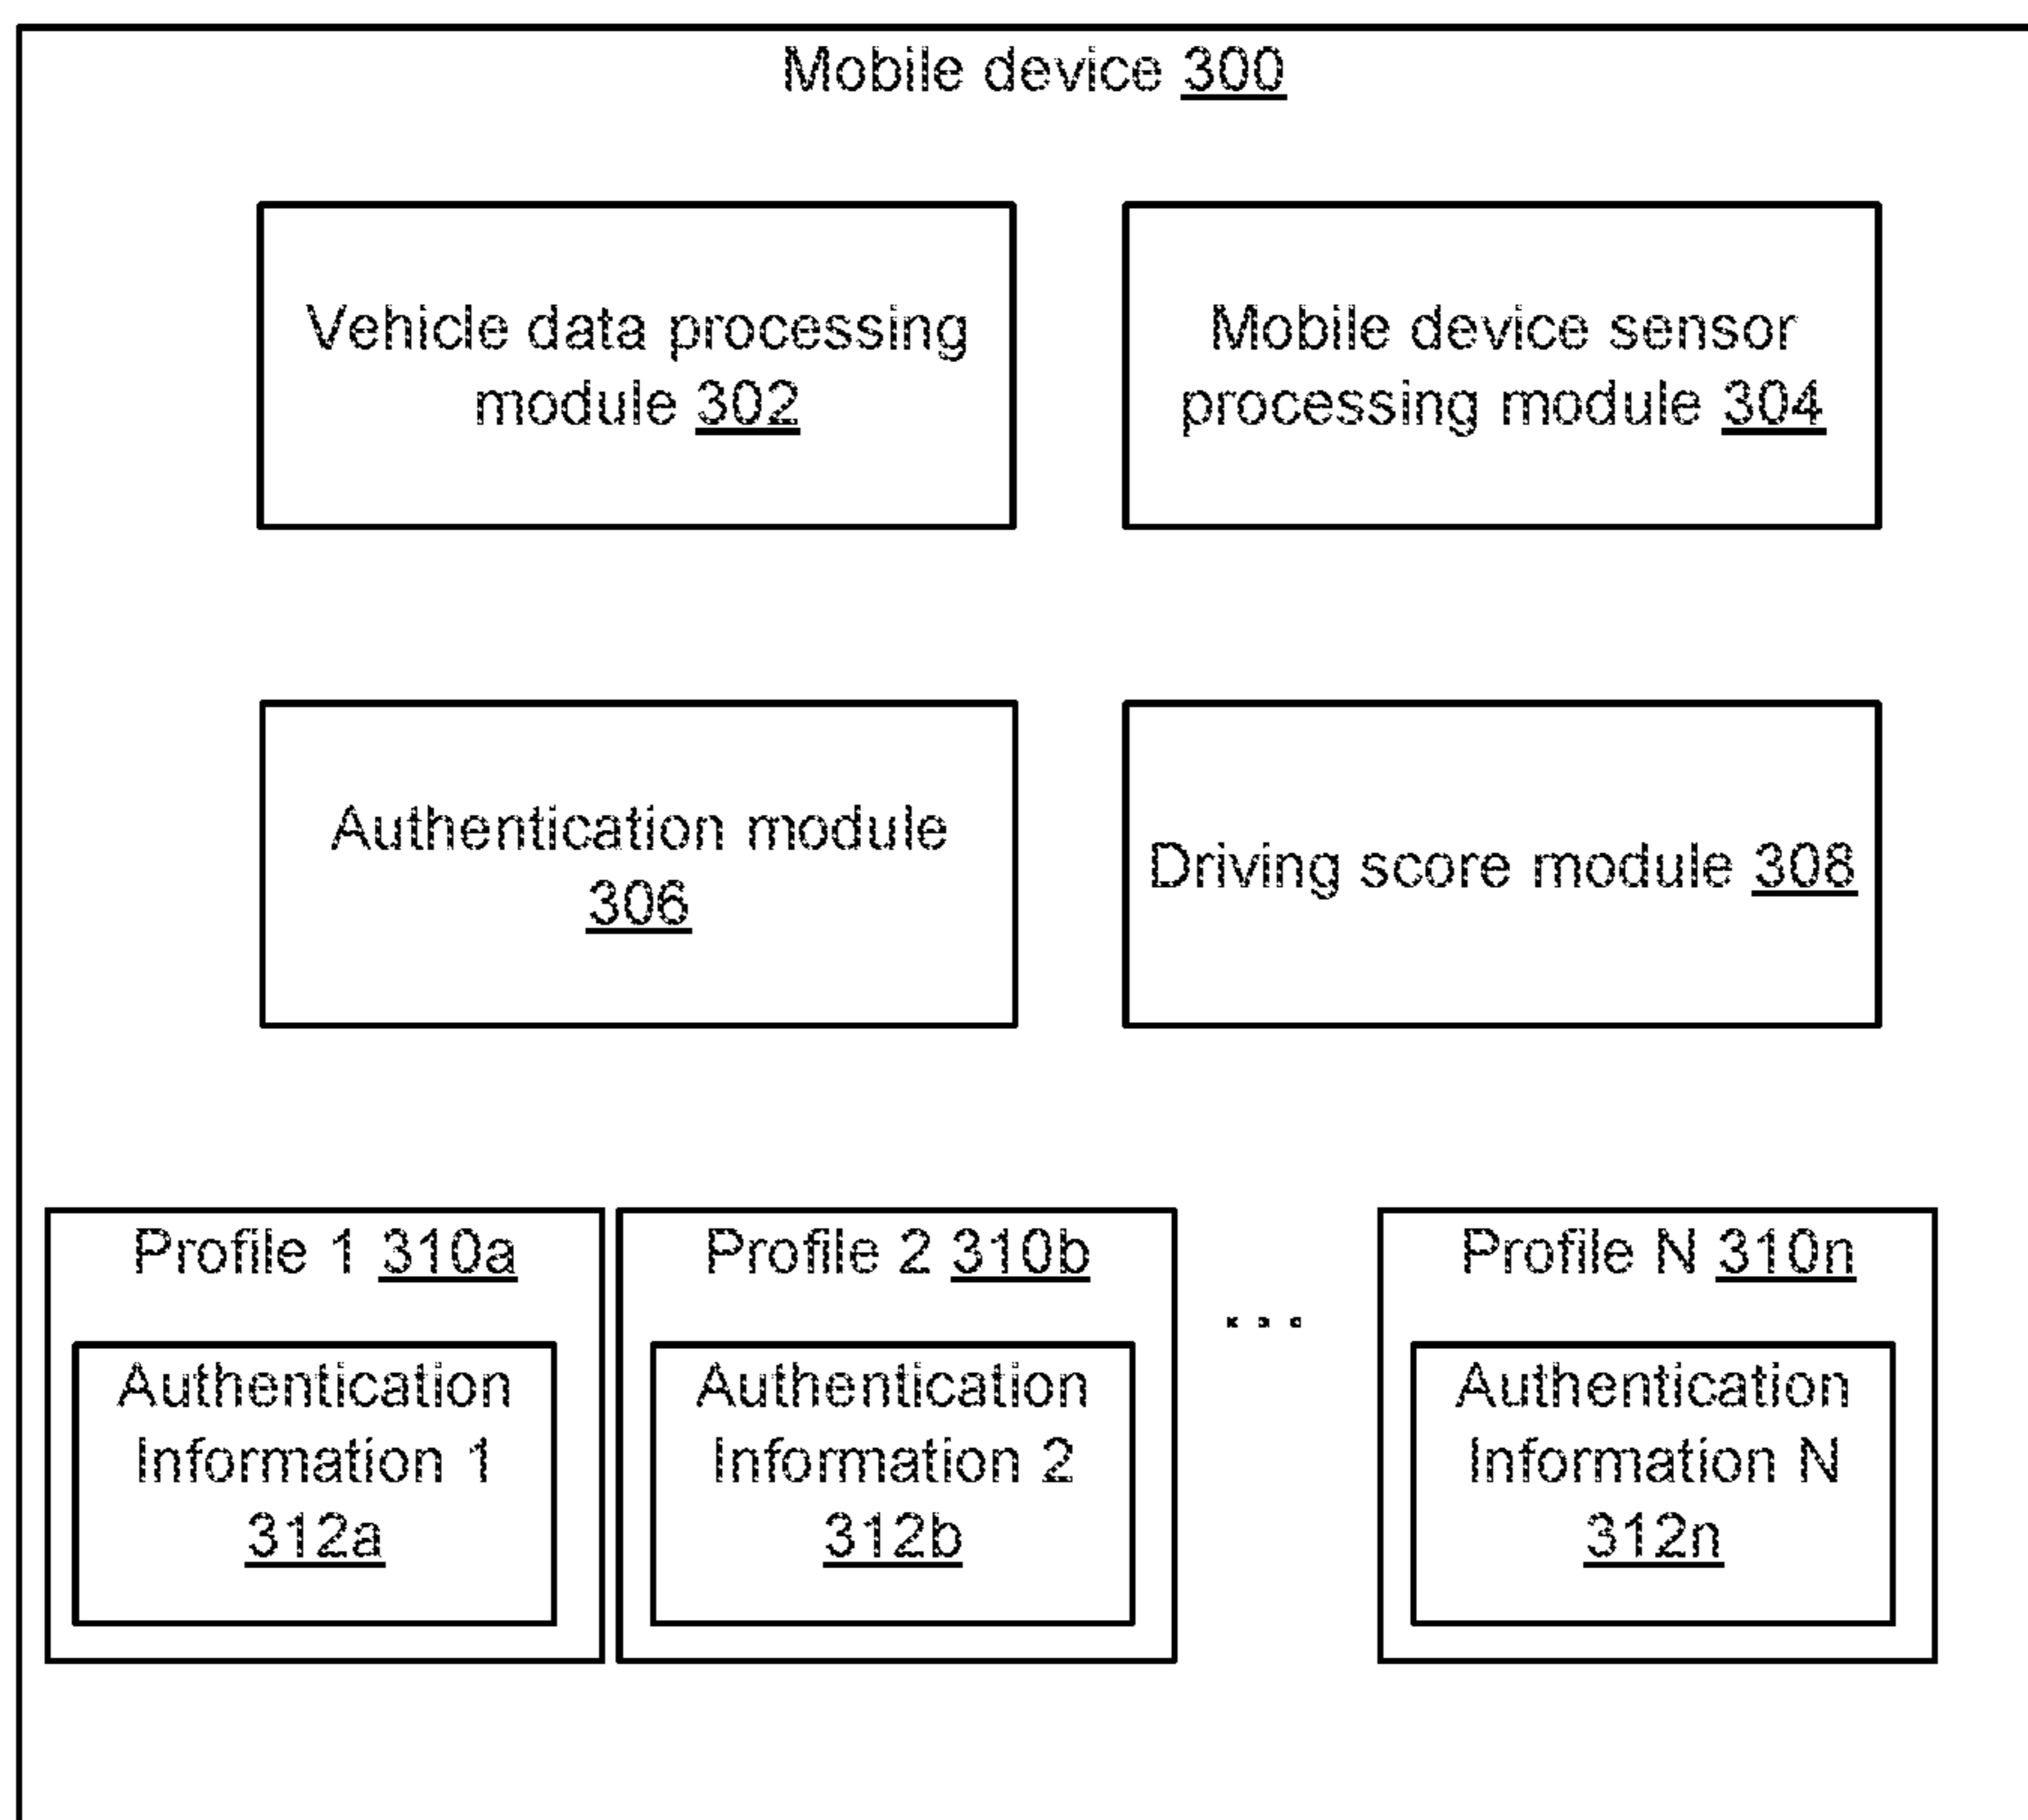 Mobile device 300
Vehicle data processing
module 302
Mobile device sensor
processing module 304
Authentication module
306
Driving score module 308
Profile 1 310a
Authentication
Information 1
312a
Profile 2 310b
Authentication
Information 2
312b
...
Profile N 310n
Authentication
Information N
312n